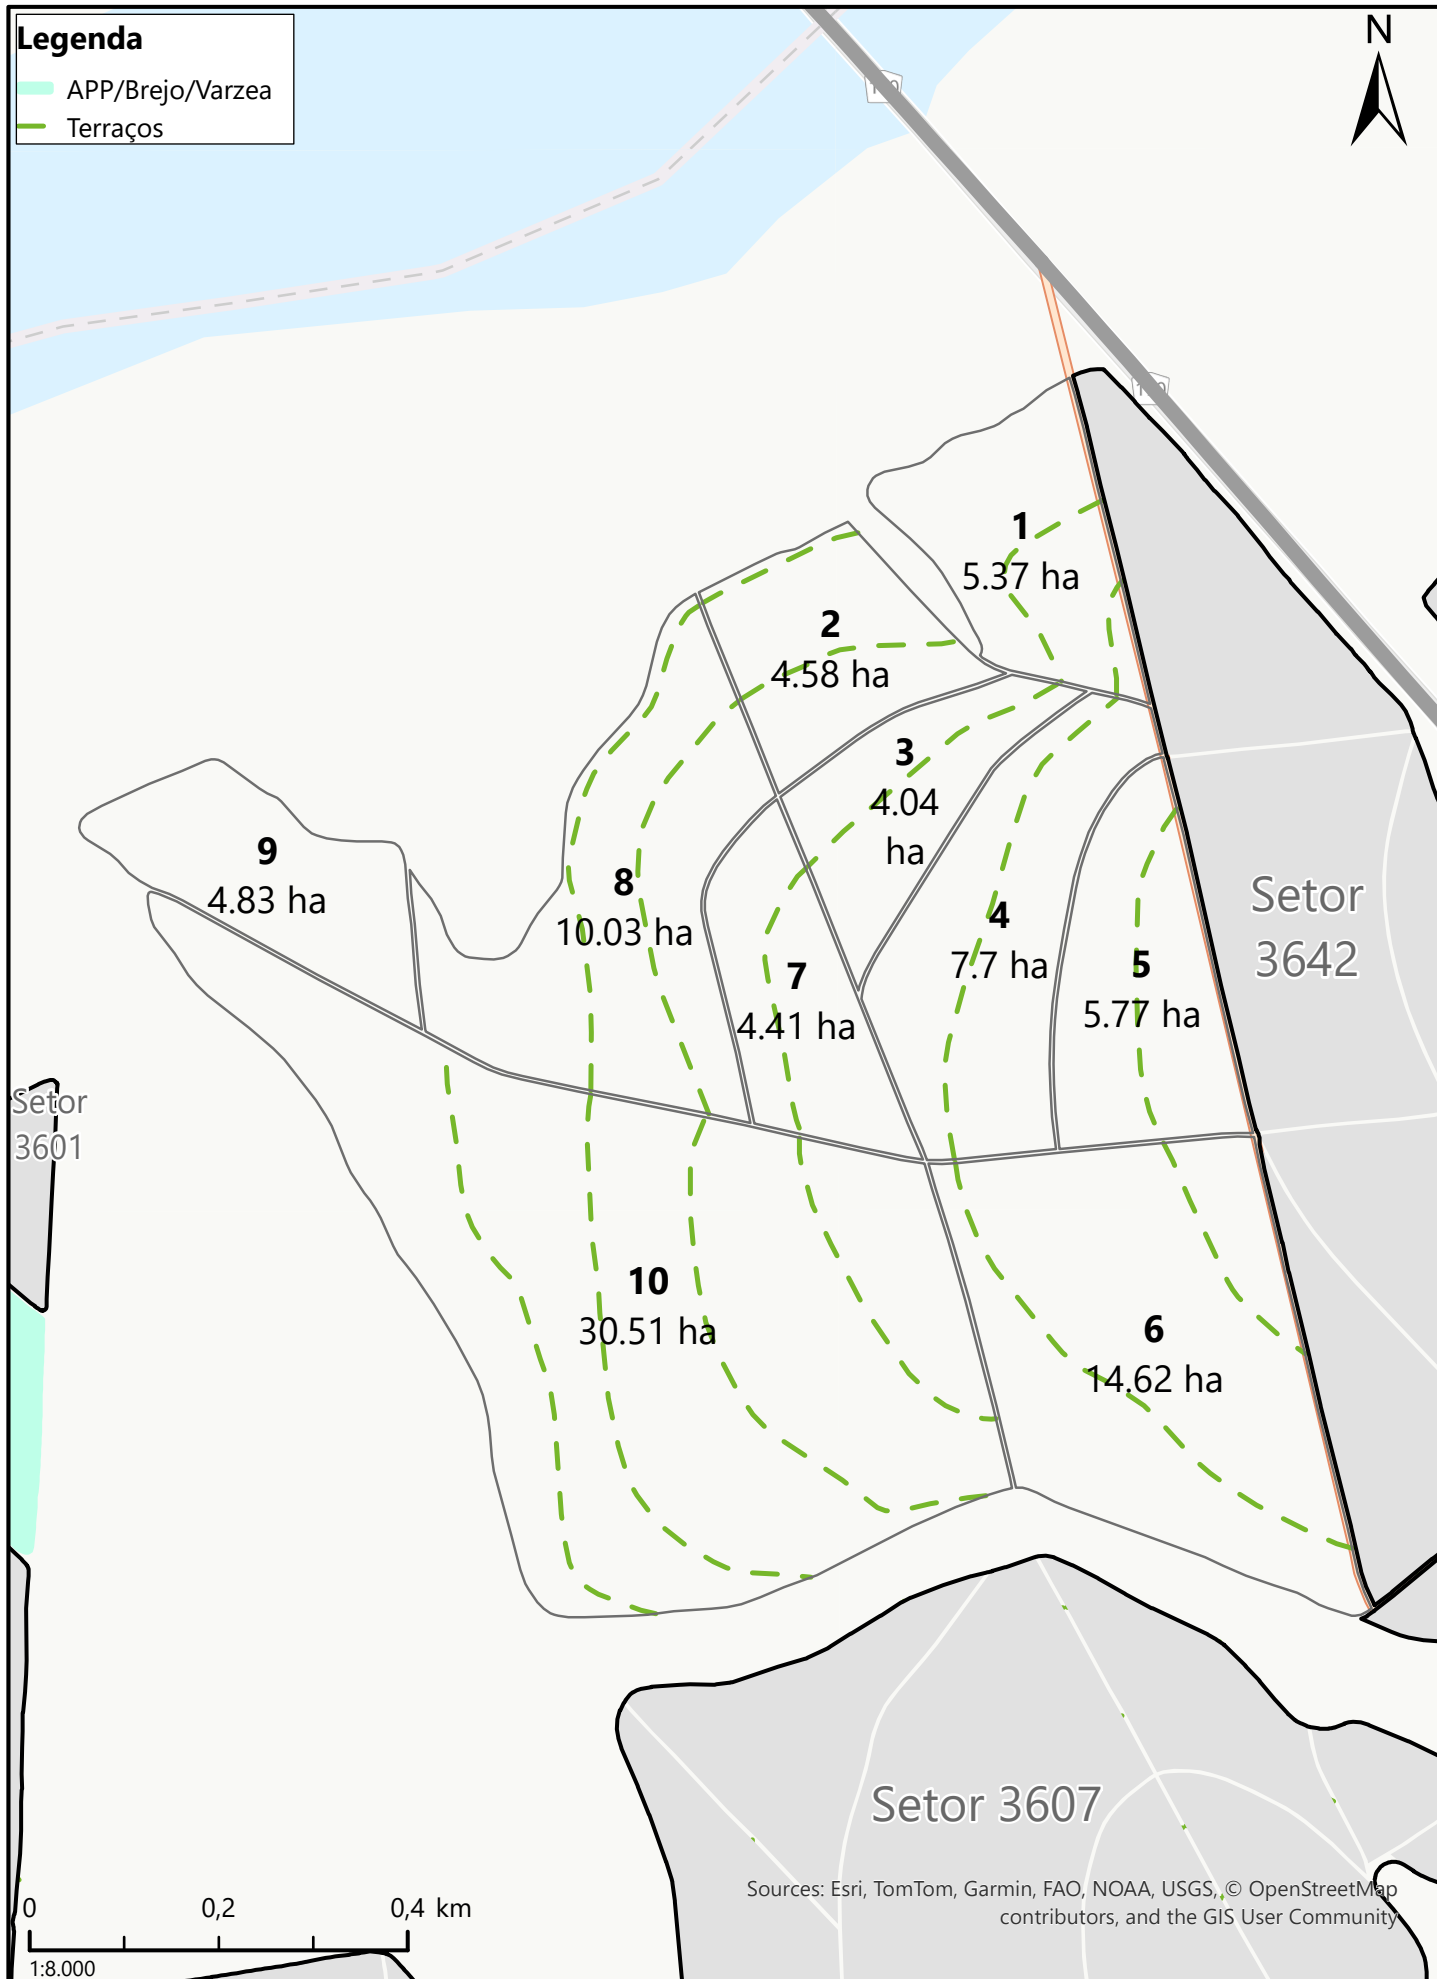 Legenda
APP/Brejo/Varzea
Terraços
N
1
5.37 ha
2
4.58 ha
3
4.04
ha
9
4.83 ha
8
10.03 ha
4
7.7 ha
5
5.77 ha
7
4.41 ha
Setor
3642
Setor
3601
10
30.51 ha
6
14.62 ha
Setor 3607
Sources: Esri, TomTom, Garmin, FAO, NOAA, USGS, © OpenStreetMap
contributors, and the GIS User Community
0 0,2 0,4 km
1:8.000